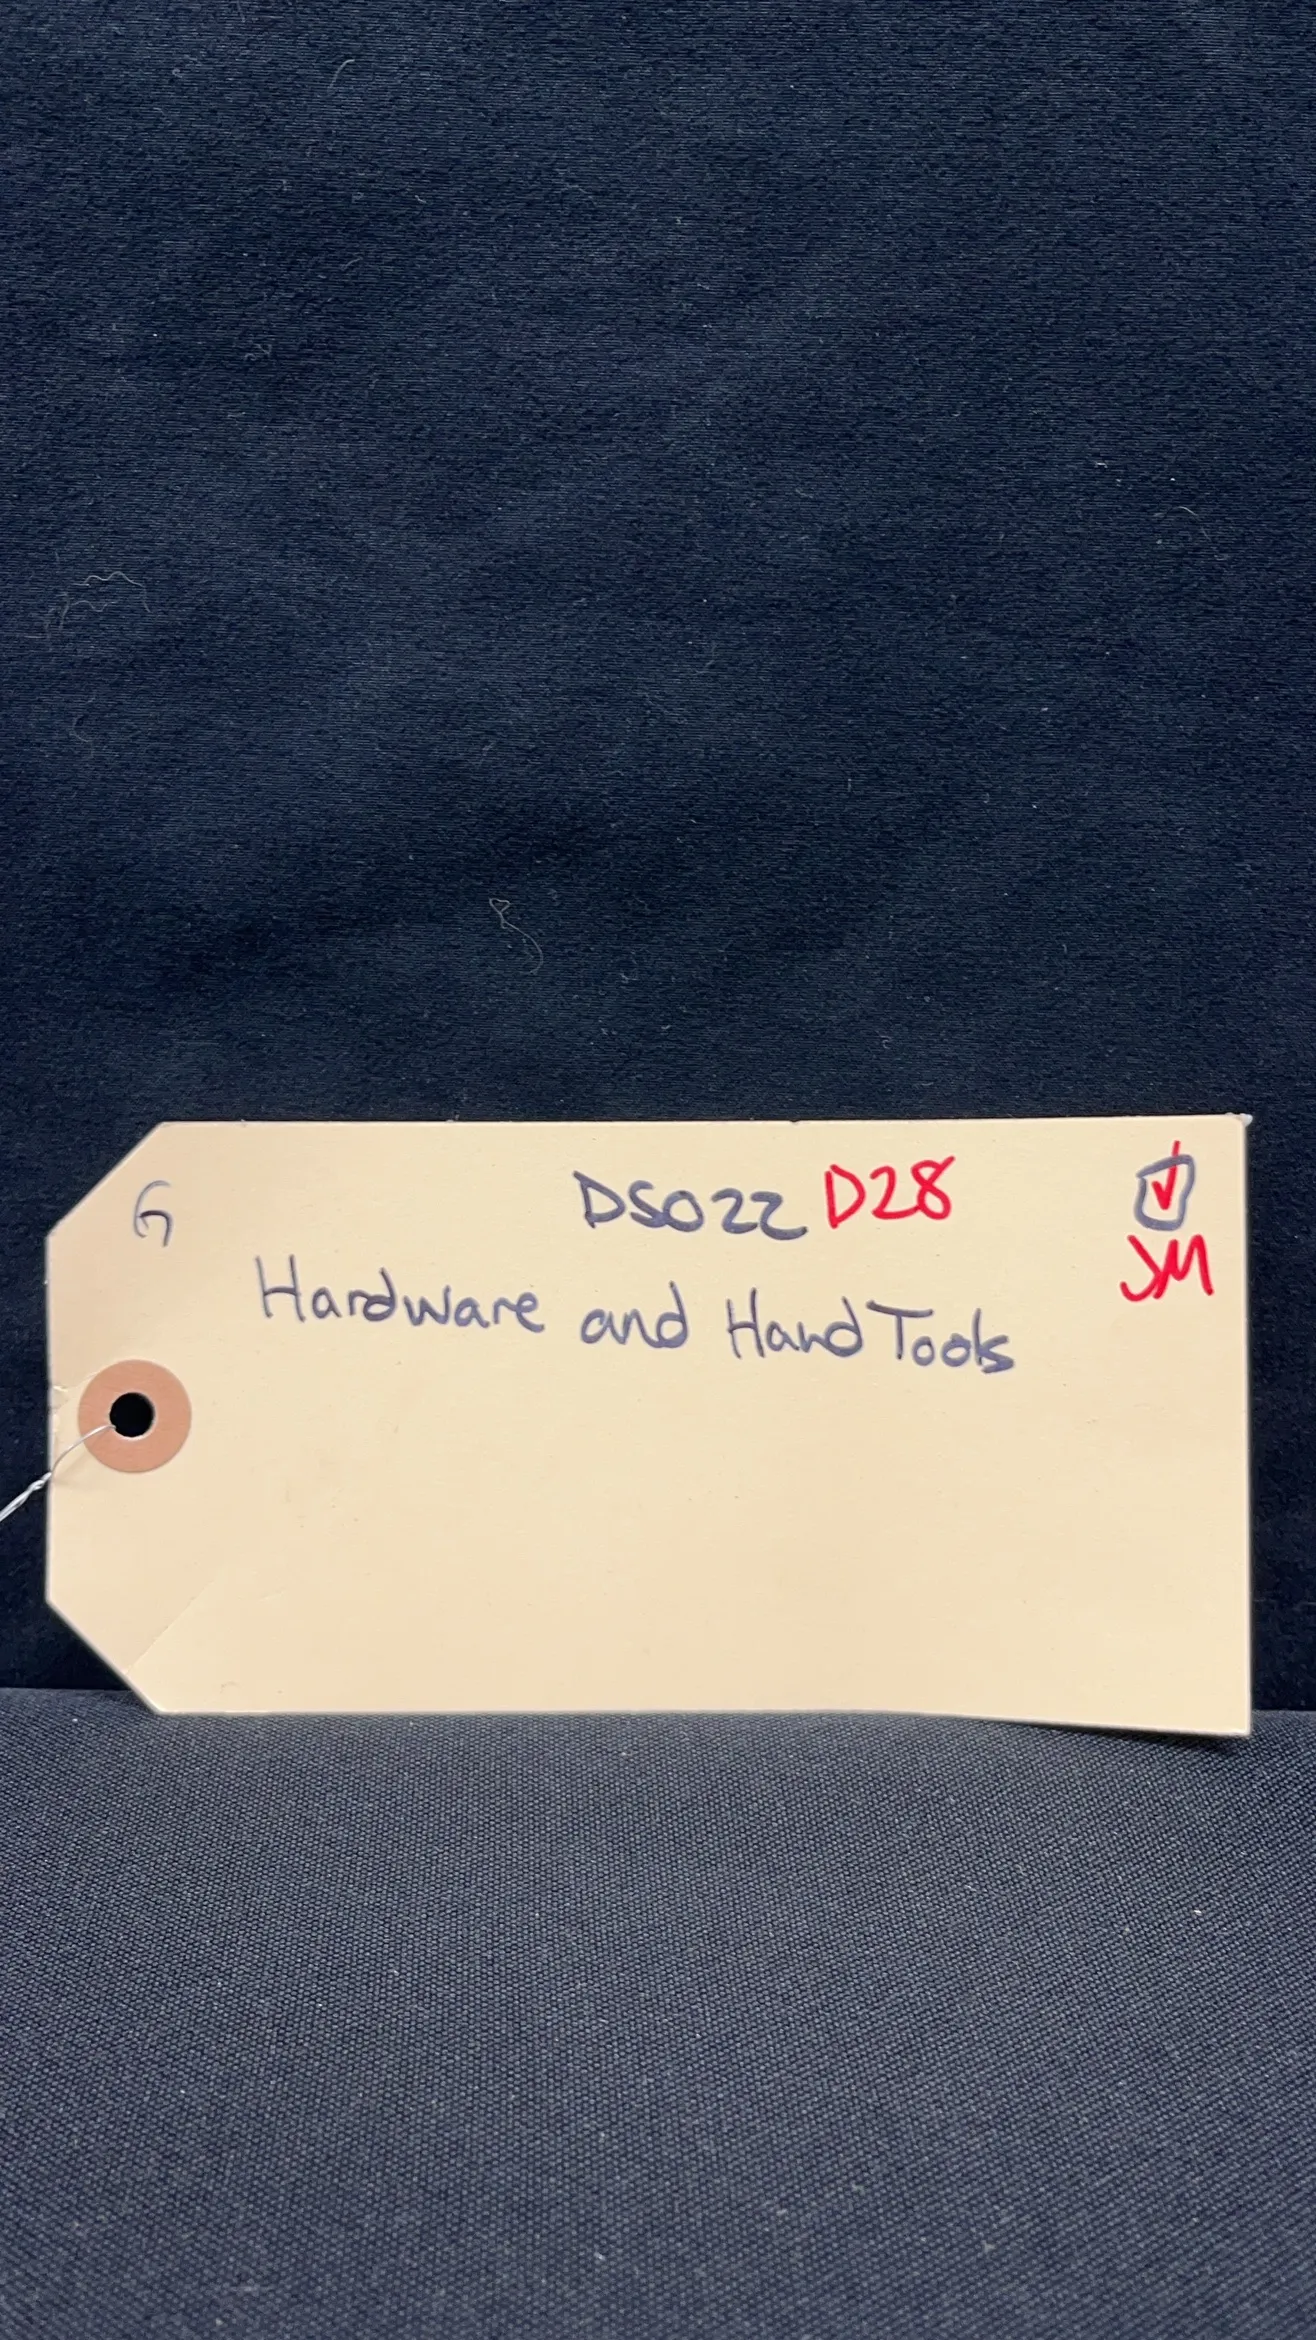 G DS022 D28 ☑
JM
Hardware and Hand Tools